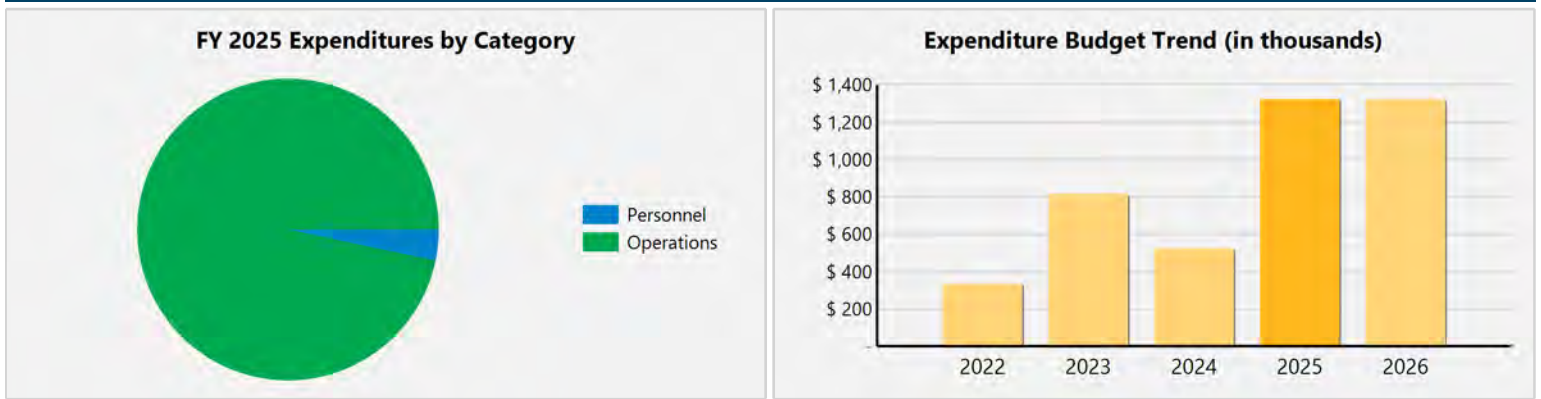 FY 2025 Expenditures by Category
Personnel
Operations
Expenditure Budget Trend (in thousands)
$ 1,400
$ 1,200
$ 1,000
$ 800
$ 600
$ 400
$ 200
-
2022 2023 2024 2025 2026